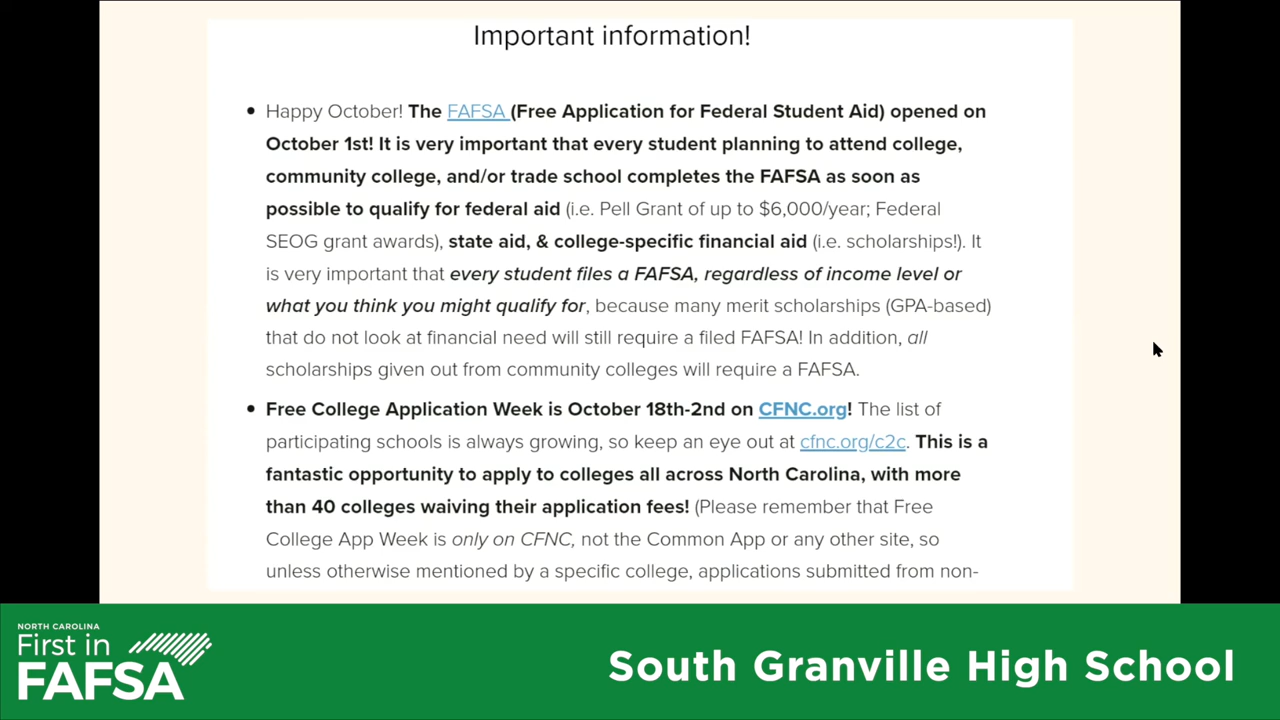 Important information!
• Happy October! The FAFSA (Free Application for Federal Student Aid) opened on
October 1st! It is very important that every student planning to attend college,
community college, and/or trade school completes the FAFSA as soon as
possible to qualify for federal aid (i.e. Pell Grant of up to $6,000/year; Federal
SEOG grant awards), state aid, & college-specific financial aid (i.e. scholarships!). It
is very important that every student files a FAFSA, regardless of income level or
what you think you might qualify for, because many merit scholarships (GPA-based)
that do not look at financial need will still require a filed FAFSA! In addition, all
scholarships given out from community colleges will require a FAFSA.
• Free College Application Week is October 18th-2nd on CFNC.org! The list of
participating schools is always growing, so keep an eye out at cfnc.org/c2c. This is a
fantastic opportunity to apply to colleges all across North Carolina, with more
than 40 colleges waiving their application fees! (Please remember that Free
College App Week is only on CFNC, not the Common App or any other site, so
unless otherwise mentioned by a specific college, applications submitted from non-
NORTH CAROLINA
First in
FAFSA
South Granville High School